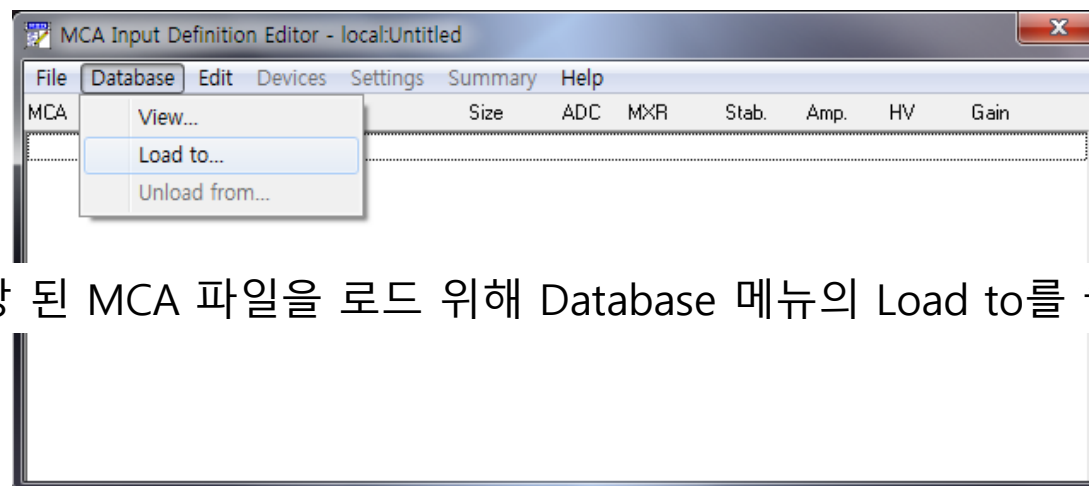 MCA Input Definition Editor - local:Untitled
File Database Edit Devices Settings Summary Help
MCA Size ADC MXR Stab. Amp. HV Gain
View...
Load to...
Unload from...
된 MCA 파일을 로드 위해 Database 메뉴의 Load to를